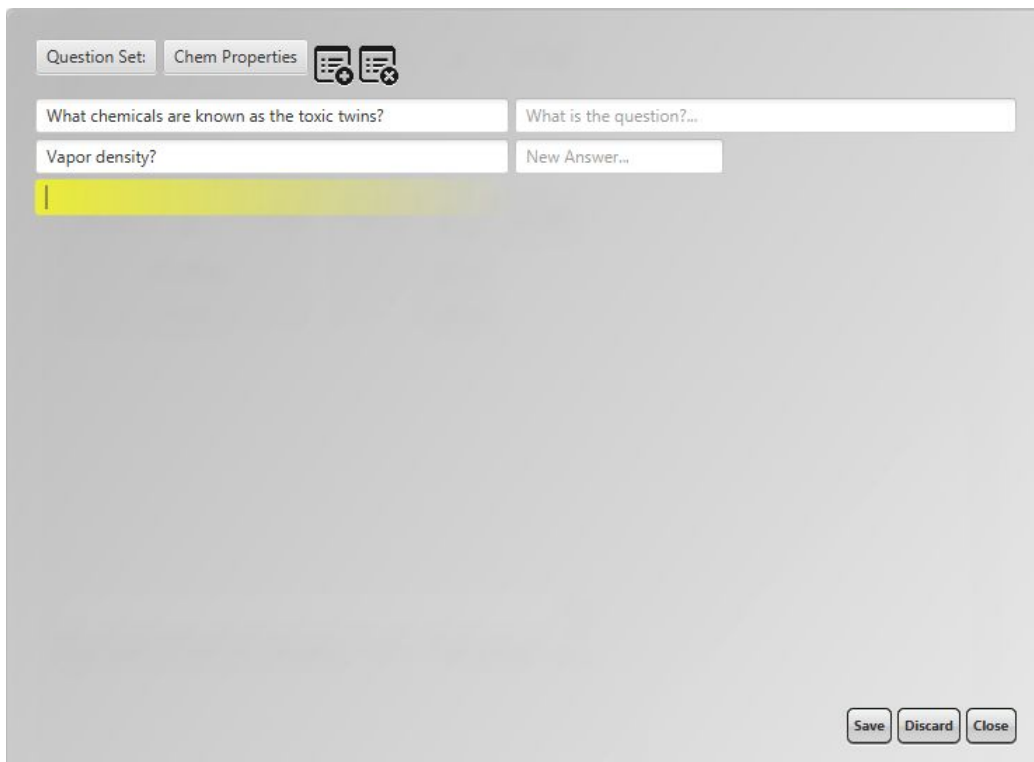 Question Set: Chem Properties
What chemicals are known as the toxic twins? What is the question?...
Vapor density? New Answer...
Save Discard Close